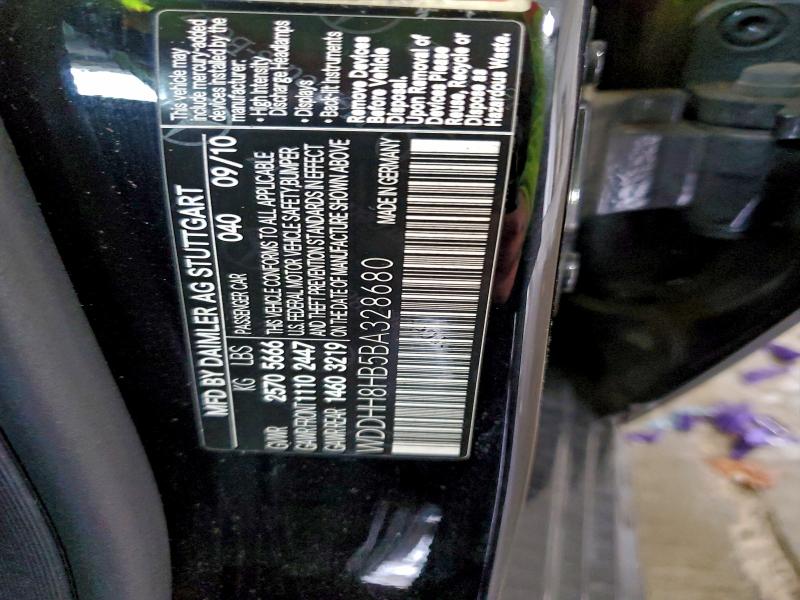 MFD BY DAIMLER AG STUTTGART
KG LBS PASSENGER CAR 040 09/10
GVWR 2570 5666
GAWR FRONT 1110 2447
GAWR REAR 1460 3219
THIS VEHICLE CONFORMS TO ALL APPLICABLE
U.S. FEDERAL MOTOR VEHICLE SAFETY, BUMPER
AND THEFT PREVENTION STANDARDS IN EFFECT
ON THE DATE OF MANUFACTURE SHOWN ABOVE
WDDHH8HB5BA328680 MADE IN GERMANY
This vehicle may
include mercury-added
devices installed by the
manufacturer:
• High Intensity
Discharge Headlamps
• Displays
• Back-lit Instruments
Remove Devices
Before Vehicle
Disposal.
Upon Removal of
Devices Please
Reuse, Recycle or
Dispose as
Hazardous Waste.